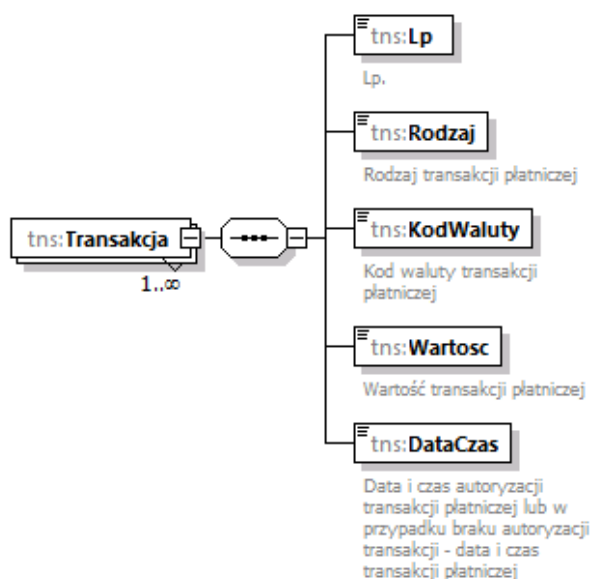 tns:Lp
Lp.
tns:Rodzaj
Rodzaj transakcji płatniczej
tns:Transakcja
1..∞
tns:KodWaluty
Kod waluty transakcji
płatniczej
tns:Wartosc
Wartość transakcji płatniczej
tns:DataCzas
Data i czas autoryzacji
transakcji płatniczej lub w
przypadku braku autoryzacji
transakcji - data i czas
transakcji płatniczej